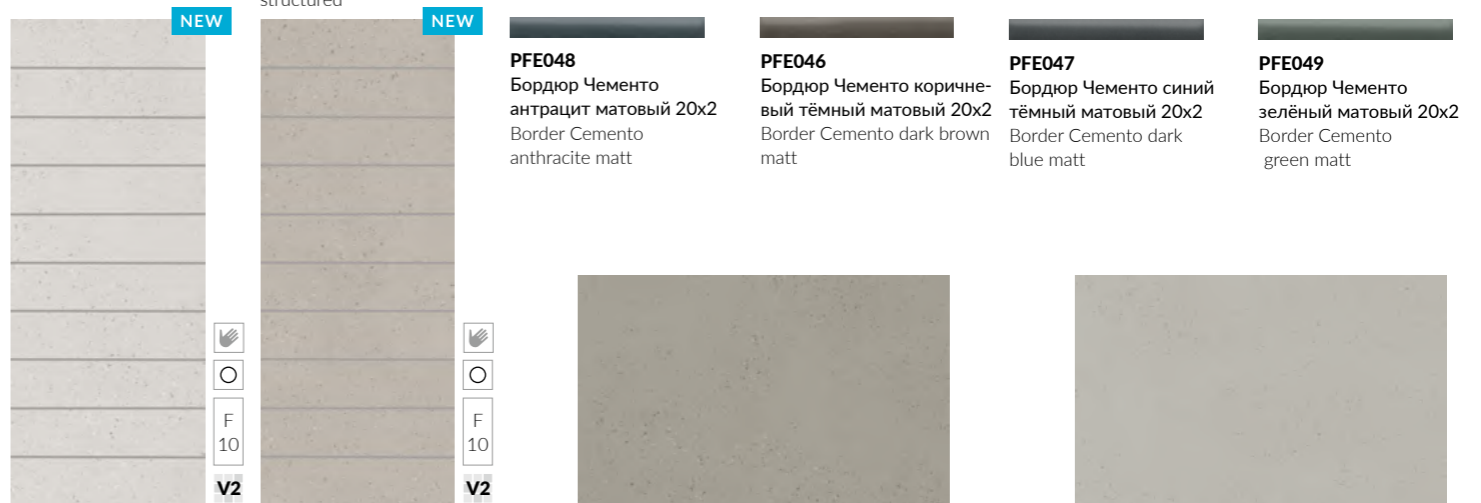 structured
NEW
NEW
PFE048
Бордюр Чементо
антрацит матовый 20x2
Border Cemento
anthracite matt
PFE046
Бордюр Чементо коричне-
вый тёмный матовый 20x2
Border Cemento dark brown
matt
PFE047
Бордюр Чементо синий
тёмный матовый 20x2
Border Cemento dark
blue matt
PFE049
Бордюр Чементо
зелёный матовый 20x2
Border Cemento
green matt
F
10
V2
F
10
V2